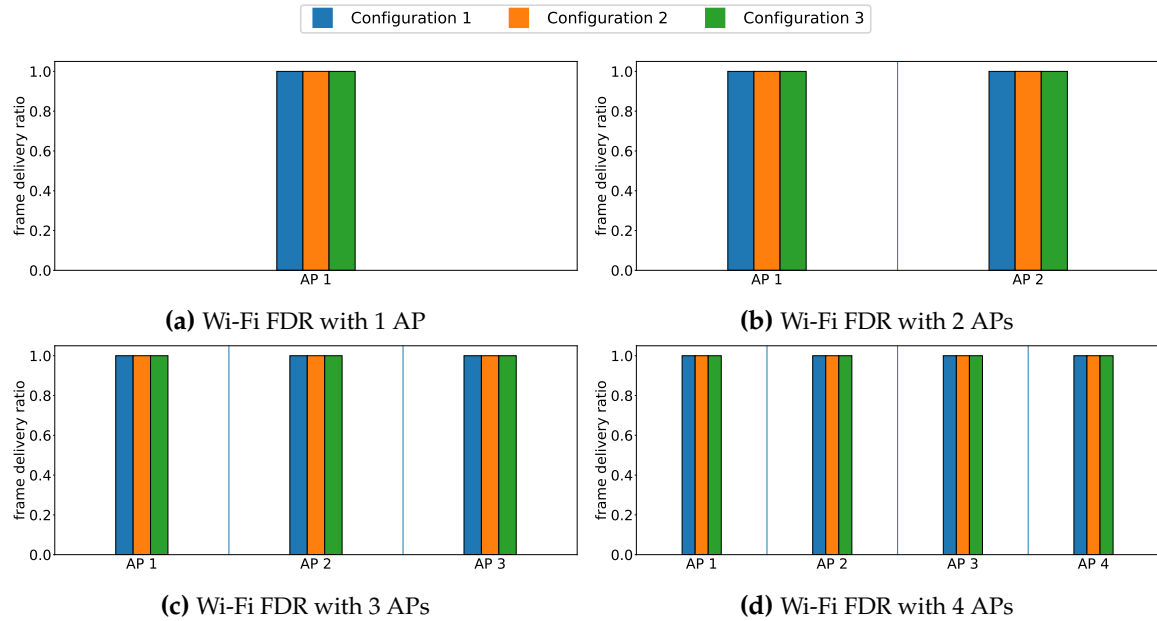 Configuration 1 Configuration 2 Configuration 3
frame delivery ratio
1.0
0.8
0.6
0.4
0.2
0.0
AP 1
(a) Wi-Fi FDR with 1 AP
frame delivery ratio
1.0
0.8
0.6
0.4
0.2
0.0
AP 1 AP 2
(b) Wi-Fi FDR with 2 APs
frame delivery ratio
1.0
0.8
0.6
0.4
0.2
0.0
AP 1 AP 2 AP 3
(c) Wi-Fi FDR with 3 APs
frame delivery ratio
1.0
0.8
0.6
0.4
0.2
0.0
AP 1 AP 2 AP 3 AP 4
(d) Wi-Fi FDR with 4 APs